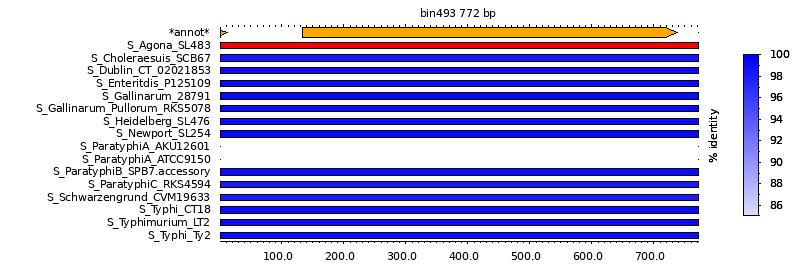 bin493 772 bp
*annot*
S_Agona_SL483
S_Choleraesuis_SCB67
S_Dublin_CT_02021853
S_Enteritidis_P125109
S_Gallinarum_28791
S_Gallinarum_Pullorum_RKS5078
S_Heidelberg_SL476
S_Newport_SL254
S_ParatyphiA_AKU12601
S_ParatyphiA_ATCC9150
S_ParatyphiB_SPB7.accessory
S_ParatyphiC_RKS4594
S_Schwarzengrund_CVM19633
S_Typhi_CT18
S_Typhimurium_LT2
S_Typhi_Ty2
100.0 200.0 300.0 400.0 500.0 600.0 700.0
% identity
100
98
96
94
92
90
88
86